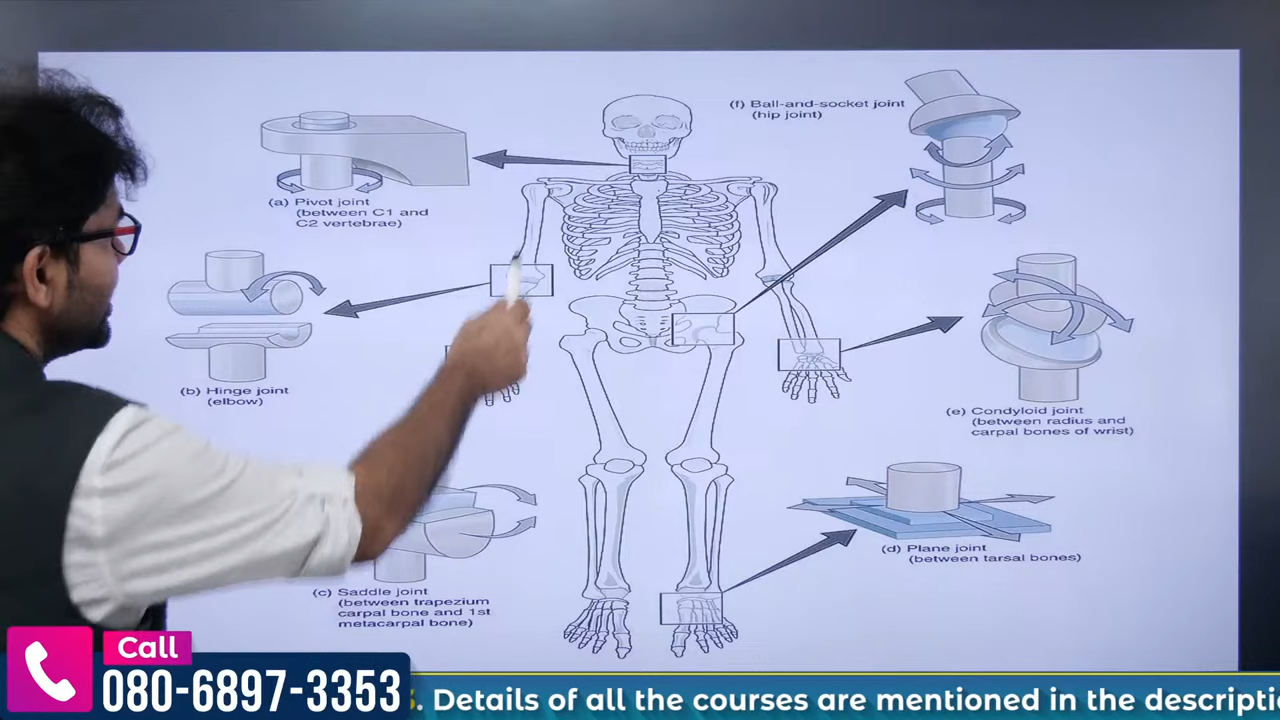 (f) Ball-and-socket joint
(hip joint)
(a) Pivot joint
(between C1 and
C2 vertebrae)
(b) Hinge joint
(elbow)
(e) Condyloid joint
(between radius and
carpal bones of wrist)
(d) Plane joint
(between tarsal bones)
(c) Saddle joint
(between trapezium
carpal bone and 1st
metacarpal bone)
Call
080-6897-3353
. Details of all the courses are mentioned in the descripti